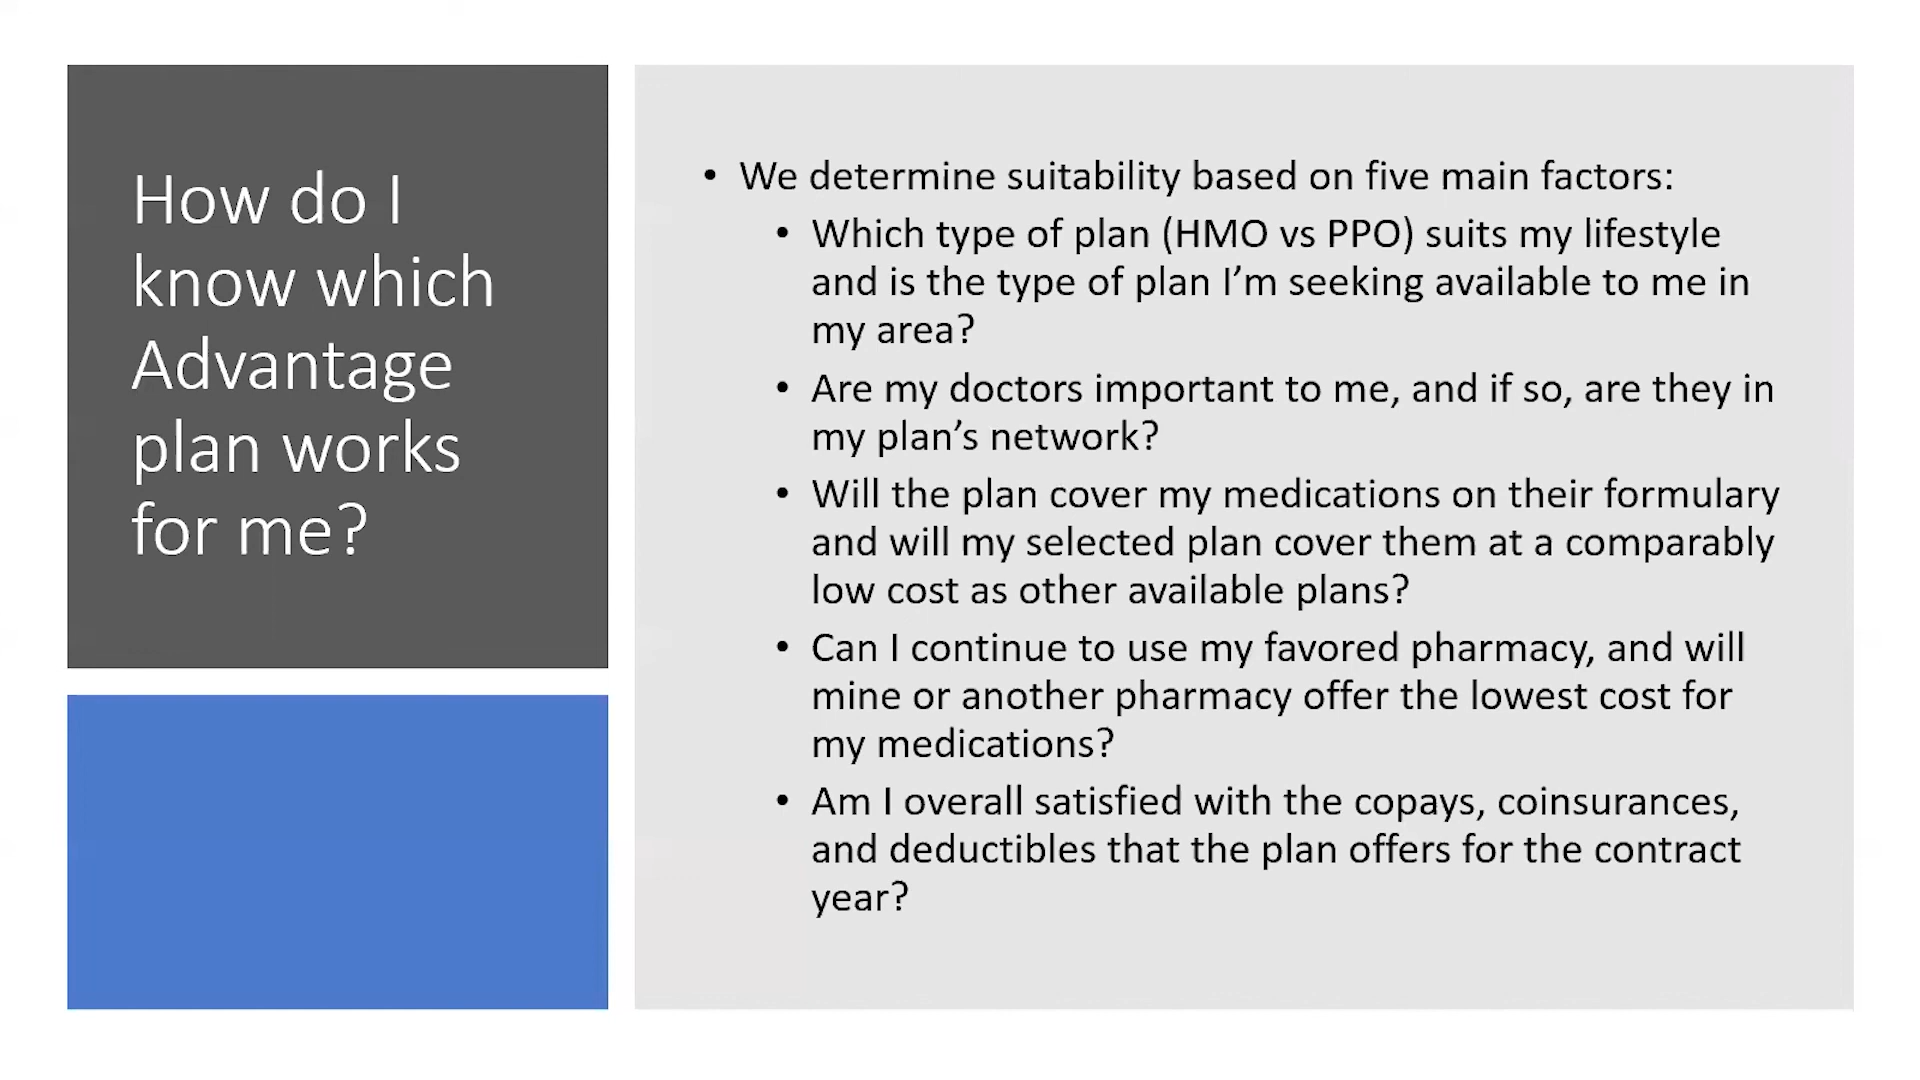 How do I
know which
Advantage
plan works
for me?
• We determine suitability based on five main factors:
• Which type of plan (HMO vs PPO) suits my lifestyle
and is the type of plan I’m seeking available to me in
my area?
• Are my doctors important to me, and if so, are they in
my plan’s network?
• Will the plan cover my medications on their formulary
and will my selected plan cover them at a comparably
low cost as other available plans?
• Can I continue to use my favored pharmacy, and will
mine or another pharmacy offer the lowest cost for
my medications?
• Am I overall satisfied with the copays, coinsurances,
and deductibles that the plan offers for the contract
year?